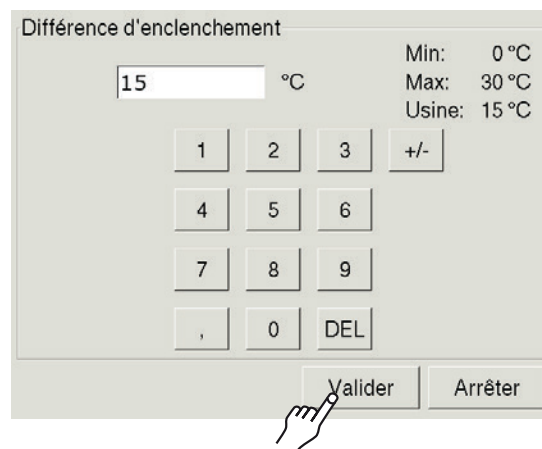 Différence d'enclenchement
Min: 0 °C
15 °C
Max: 30 °C
Usine: 15 °C
1 2 3 +/-
4 5 6
7 8 9
, 0 DEL
Valider Arrêter